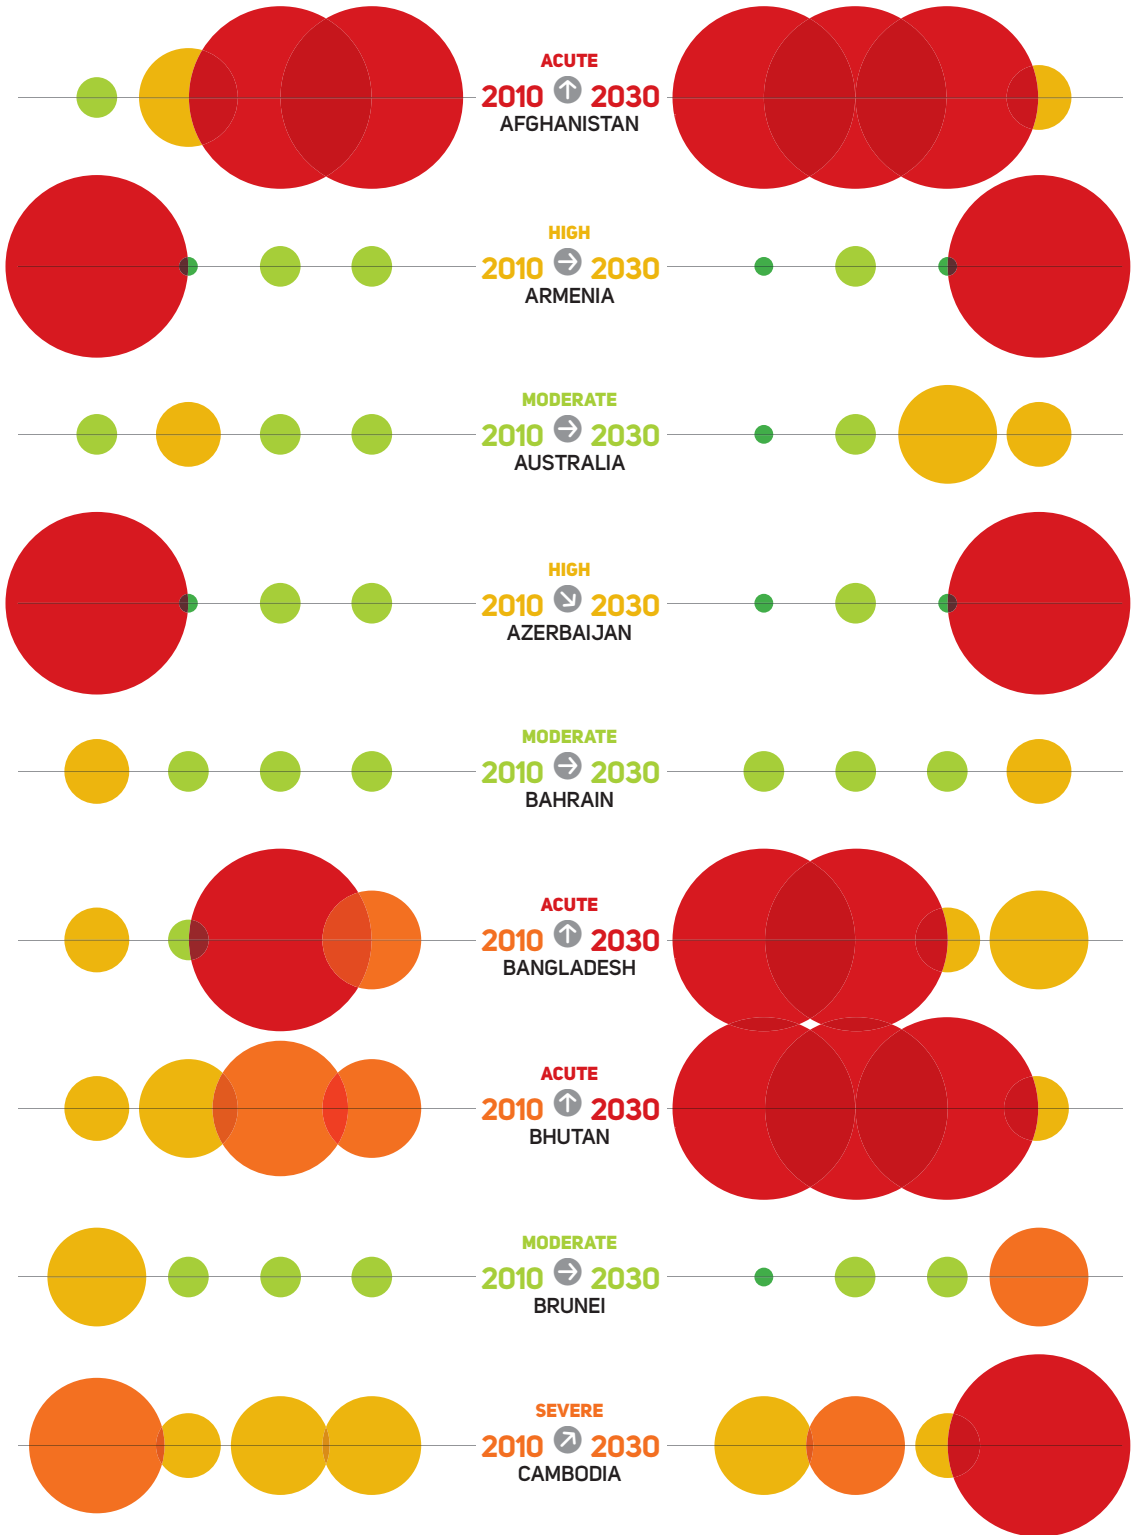 ACUTE
2010 2030
AFGHANISTAN
HIGH
2010 2030
ARMENIA
MODERATE
2010 2030
AUSTRALIA
HIGH
2010 2030
AZERBAIJAN
MODERATE
2010 2030
BAHRAIN
ACUTE
2010 2030
BANGLADESH
ACUTE
2010 2030
BHUTAN
MODERATE
2010 2030
BRUNEI
SEVERE
2010 2030
CAMBODIA